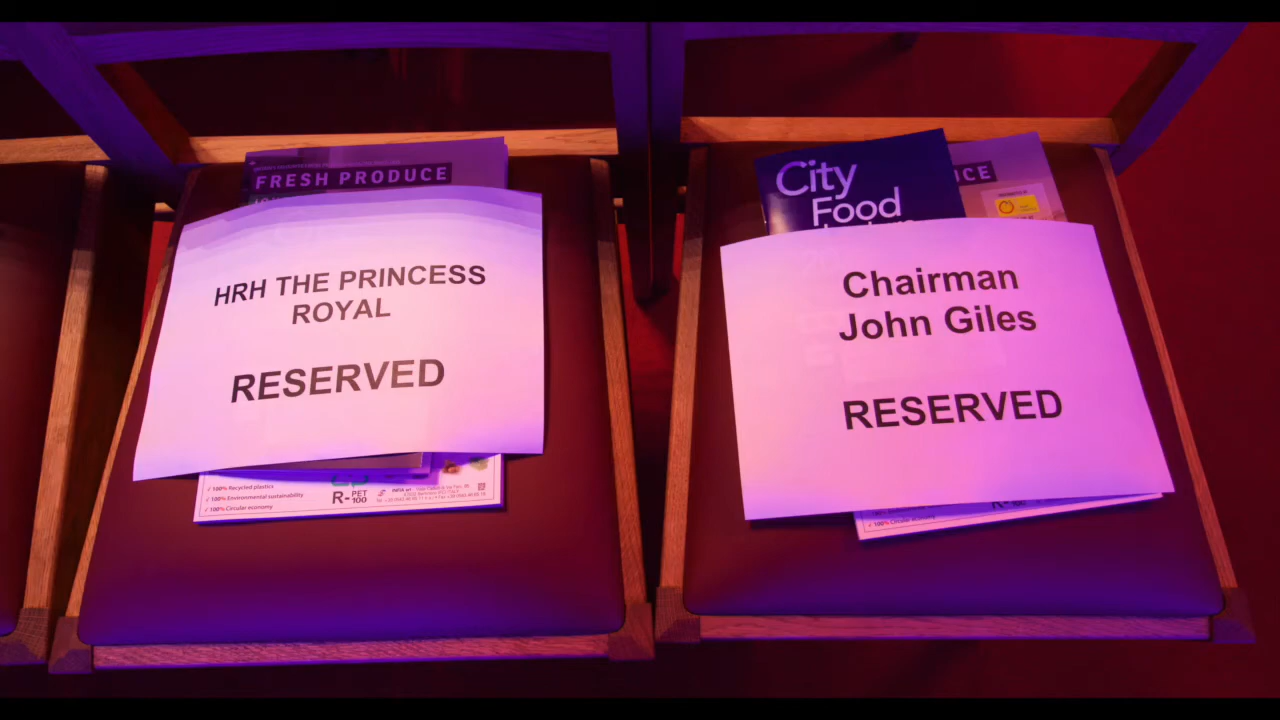 FRESH PRODUCE
HRH THE PRINCESS
ROYAL
RESERVED
✓ 100% Recycled plastics
✓ 100% Environmental sustainability
✓ 100% Circular economy
R-PET
100
City
Food
ICE
Chairman
John Giles
RESERVED